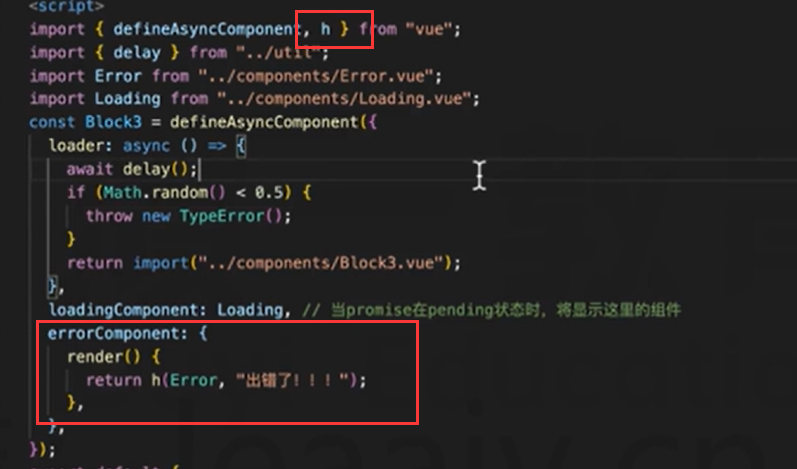 <script>
import { defineAsyncComponent, h } from "vue";
import { delay } from "../util";
import Error from "../components/Error.vue";
import Loading from "../components/Loading.vue";
const Block3 = defineAsyncComponent({
loader: async () => {
await delay();
if (Math.random() < 0.5) {
throw new TypeError();
}
return import("../components/Block3.vue");
},
loadingComponent: Loading, // 当promise在pending状态时，将显示这里的组件
errorComponent: {
render() {
return h(Error, "出错了！！！");
},
},
});